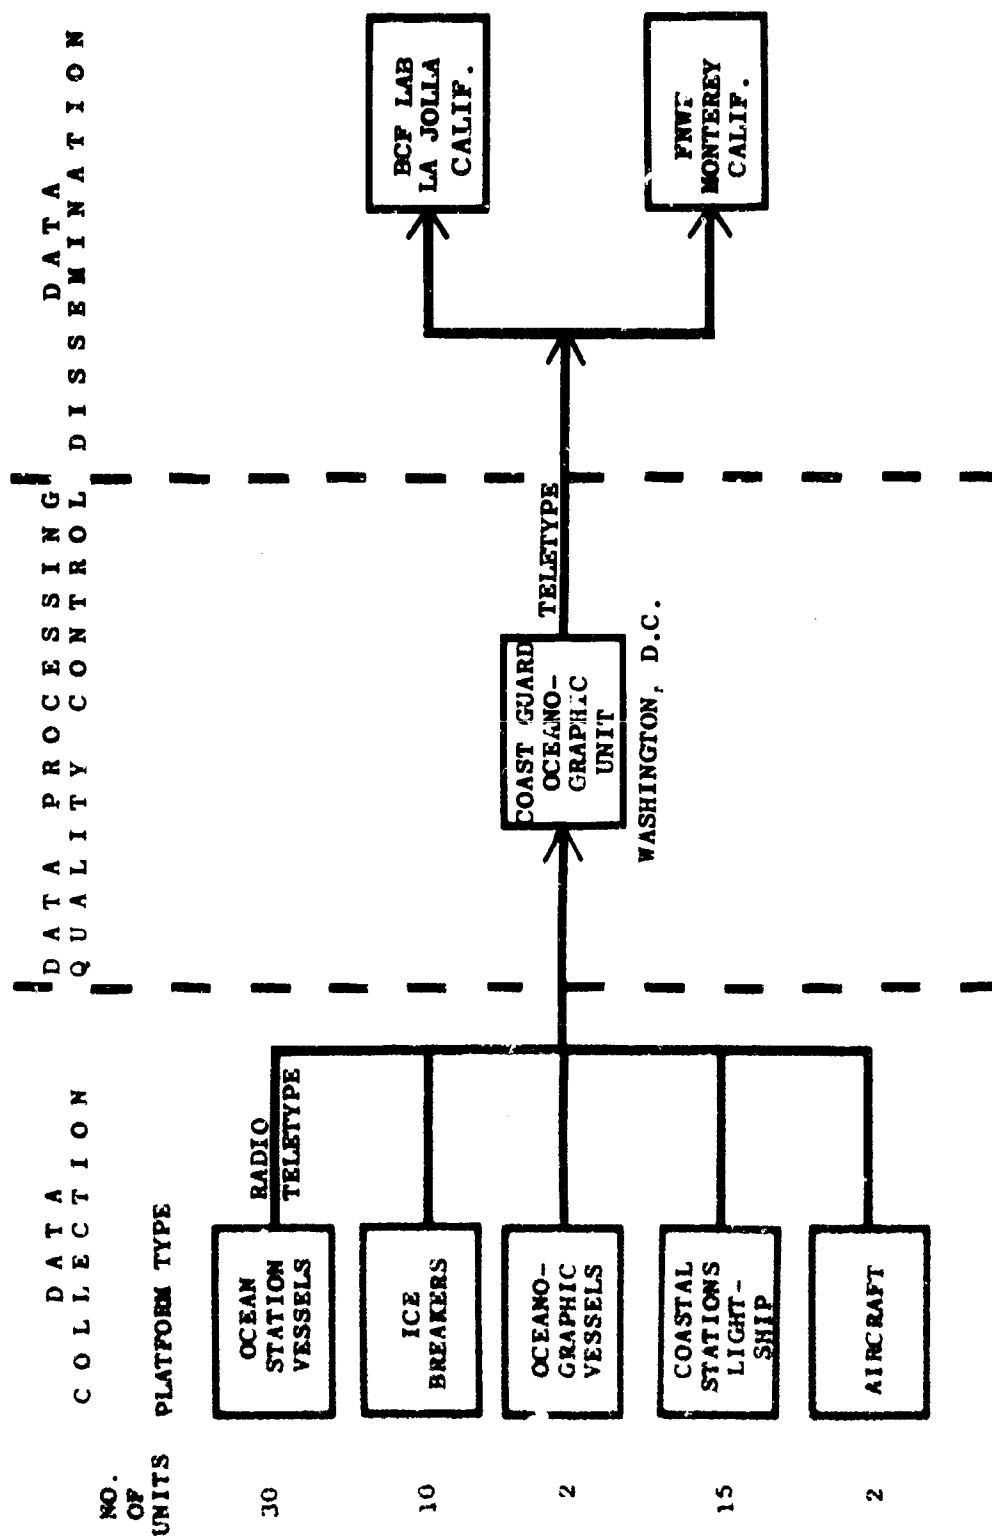 DATA
COLLECTION
DATA PROCESSING
QUALITY CONTROL
DATA
DISSEMINATION
NO.
OF
UNITS
PLATFORM TYPE
30
OCEAN
STATION
VESSELS
RADIO
TELETYPE
10
ICE
BREAKERS
2
OCEANO-
GRAPHIC
VESSELS
15
COASTAL
STATIONS
LIGHT-
SHIP
2
AIRCRAFT
COAST GUARD
OCEANO-
GRAPHIC
UNIT
WASHINGTON, D.C.
TELETYPE
BCF LAB
LA JOLLA
CALIF.
FNWF
MONTEREY
CALIF.